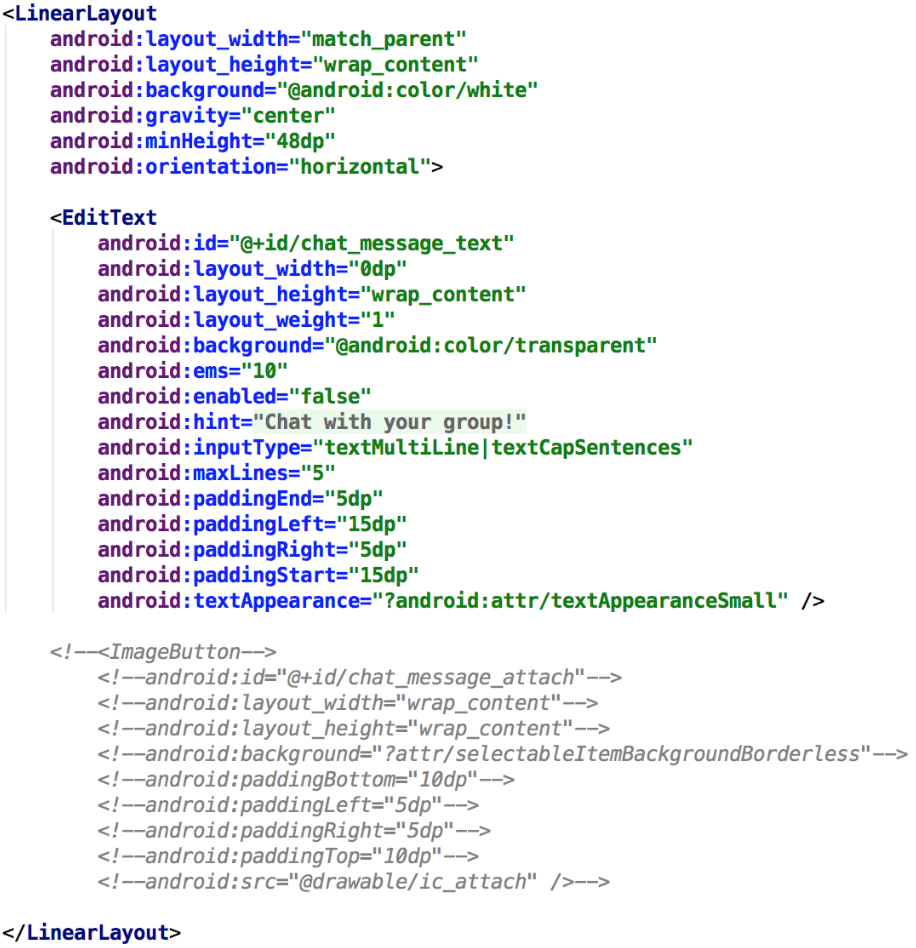 <LinearLayout
    android:layout_width="match_parent"
    android:layout_height="wrap_content"
    android:background="@android:color/white"
    android:gravity="center"
    android:minHeight="48dp"
    android:orientation="horizontal">

    <EditText
        android:id="@+id/chat_message_text"
        android:layout_width="0dp"
        android:layout_height="wrap_content"
        android:layout_weight="1"
        android:background="@android:color/transparent"
        android:ems="10"
        android:enabled="false"
        android:hint="Chat with your group!"
        android:inputType="textMultiLine|textCapSentences"
        android:maxLines="5"
        android:paddingEnd="5dp"
        android:paddingLeft="15dp"
        android:paddingRight="5dp"
        android:paddingStart="15dp"
        android:textAppearance="?android:attr/textAppearanceSmall" />

    <!--<ImageButton-->
        <!--android:id="@+id/chat_message_attach"-->
        <!--android:layout_width="wrap_content"-->
        <!--android:layout_height="wrap_content"-->
        <!--android:background="?attr/selectableItemBackgroundBorderless"-->
        <!--android:paddingBottom="10dp"-->
        <!--android:paddingLeft="5dp"-->
        <!--android:paddingRight="5dp"-->
        <!--android:paddingTop="10dp"-->
        <!--android:src="@drawable/ic_attach" />-->

</LinearLayout>